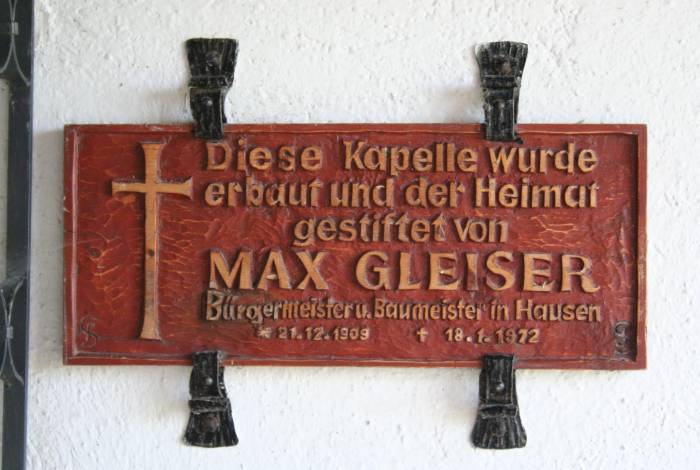 Diese Kapelle wurde
erbaut und der Heimat
gestiftet von
MAX GLEISER
Bürgermeister u. Baumeister in Hausen
* 21.12.1909 † 18.1.1972